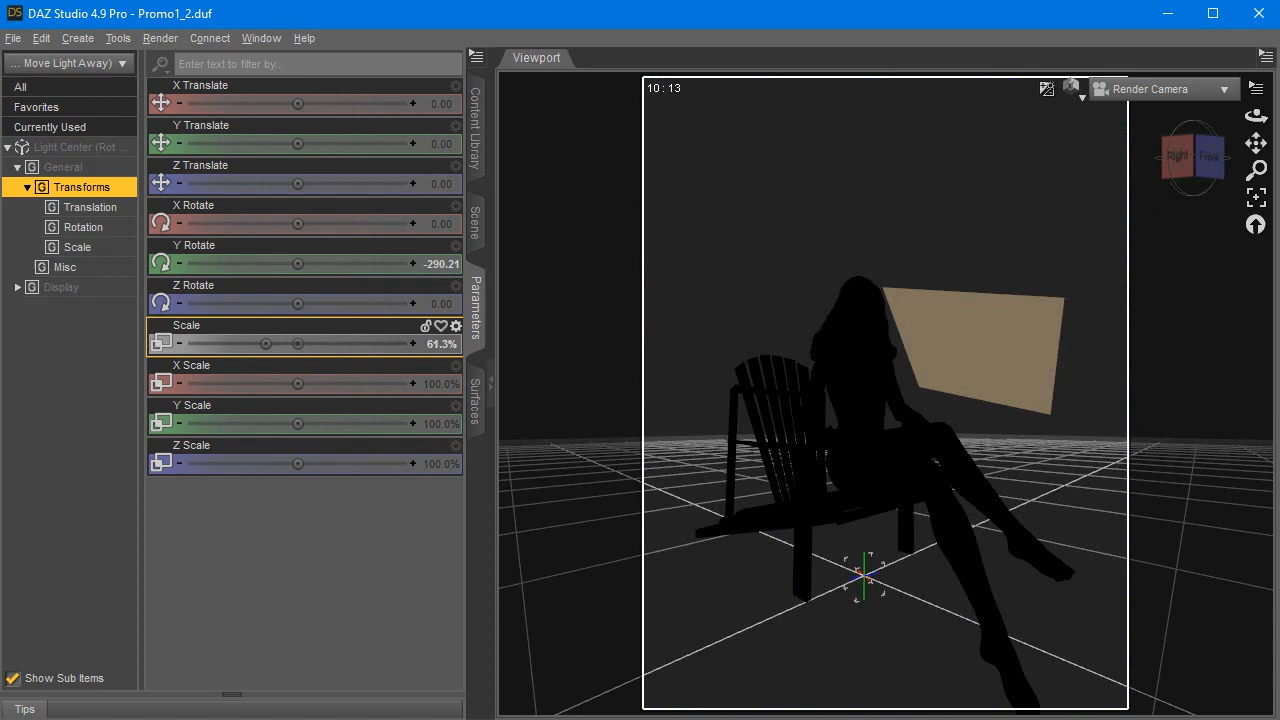 DS DAZ Studio 4.9 Pro - Promo1_2.duf
File Edit Create Tools Render Connect Window Help
... Move Light Away)
Enter text to filter by...
Viewport
All
Favorites
Currently Used
Light Center (Rot ...
G General
G Transforms
G Translation
G Rotation
G Scale
G Misc
G Display
X Translate
- + 0.00
Y Translate
- + 0.00
Z Translate
- + 0.00
X Rotate
- + 0.00
Y Rotate
- + -290.21
Z Rotate
- + 0.00
Scale
- + 61.3%
X Scale
- + 100.0%
Y Scale
- + 100.0%
Z Scale
- + 100.0%
Content Library
Scene
Parameters
Surfaces
10 : 13
Render Camera
Right Front
Show Sub Items
Tips